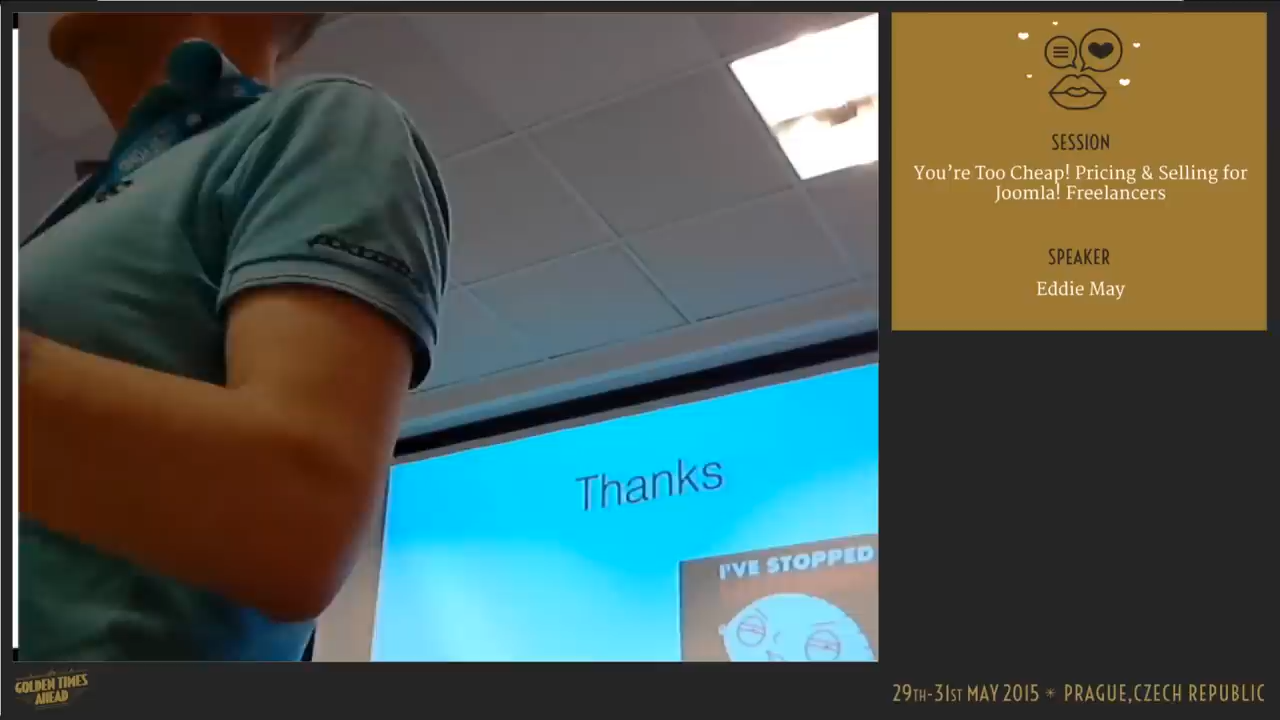 Thanks
I'VE STOPPED
SESSION
You're Too Cheap! Pricing & Selling for
Joomla! Freelancers
SPEAKER
Eddie May
GOLDEN TIMES
AHEAD
29TH-31ST MAY 2015 * PRAGUE,CZECH REPUBLIC